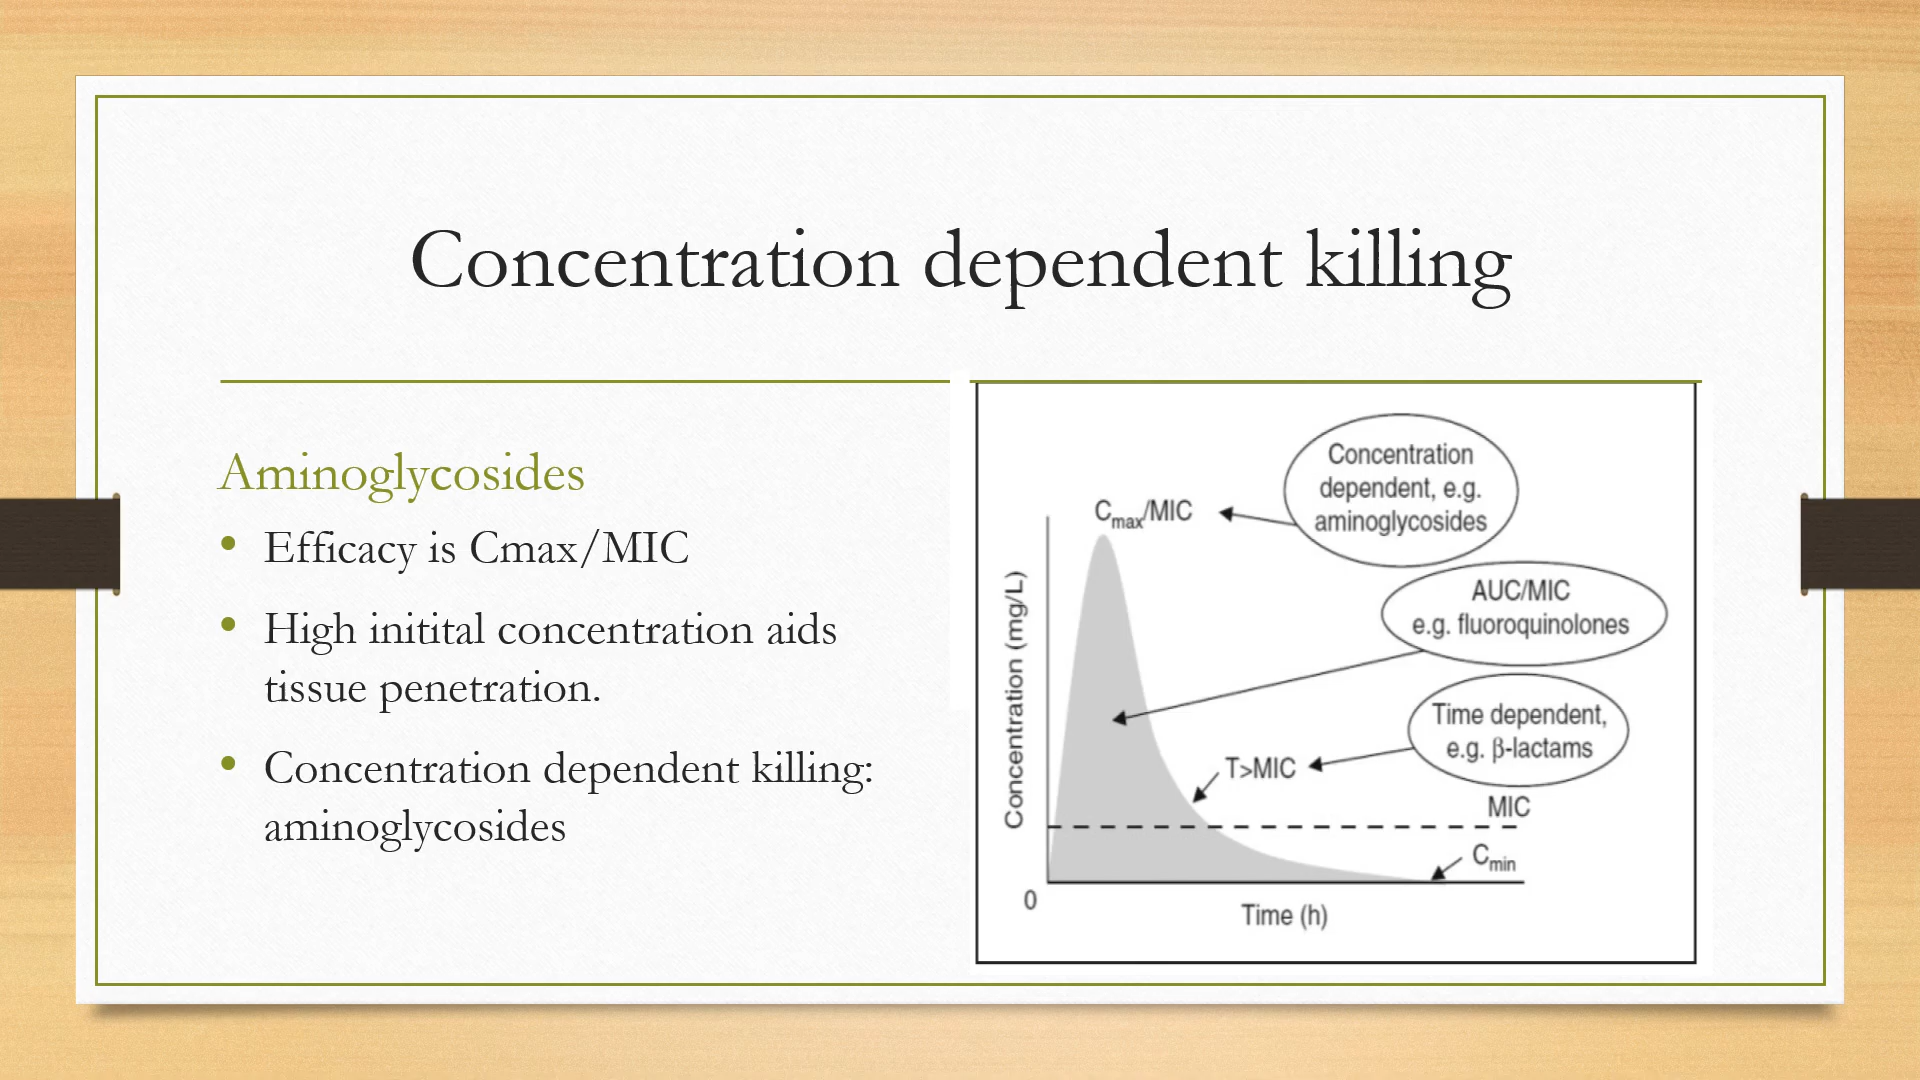 Concentration dependent killing
Aminoglycosides
• Efficacy is Cmax/MIC
• High initital concentration aids
tissue penetration.
• Concentration dependent killing:
aminoglycosides
Concentration
dependent, e.g.
aminoglycosides
Cmax/MIC
AUC/MIC
e.g. fluoroquinolones
Time dependent,
e.g. β-lactams
T>MIC
MIC
Cmin
Concentration (mg/L)
0
Time (h)